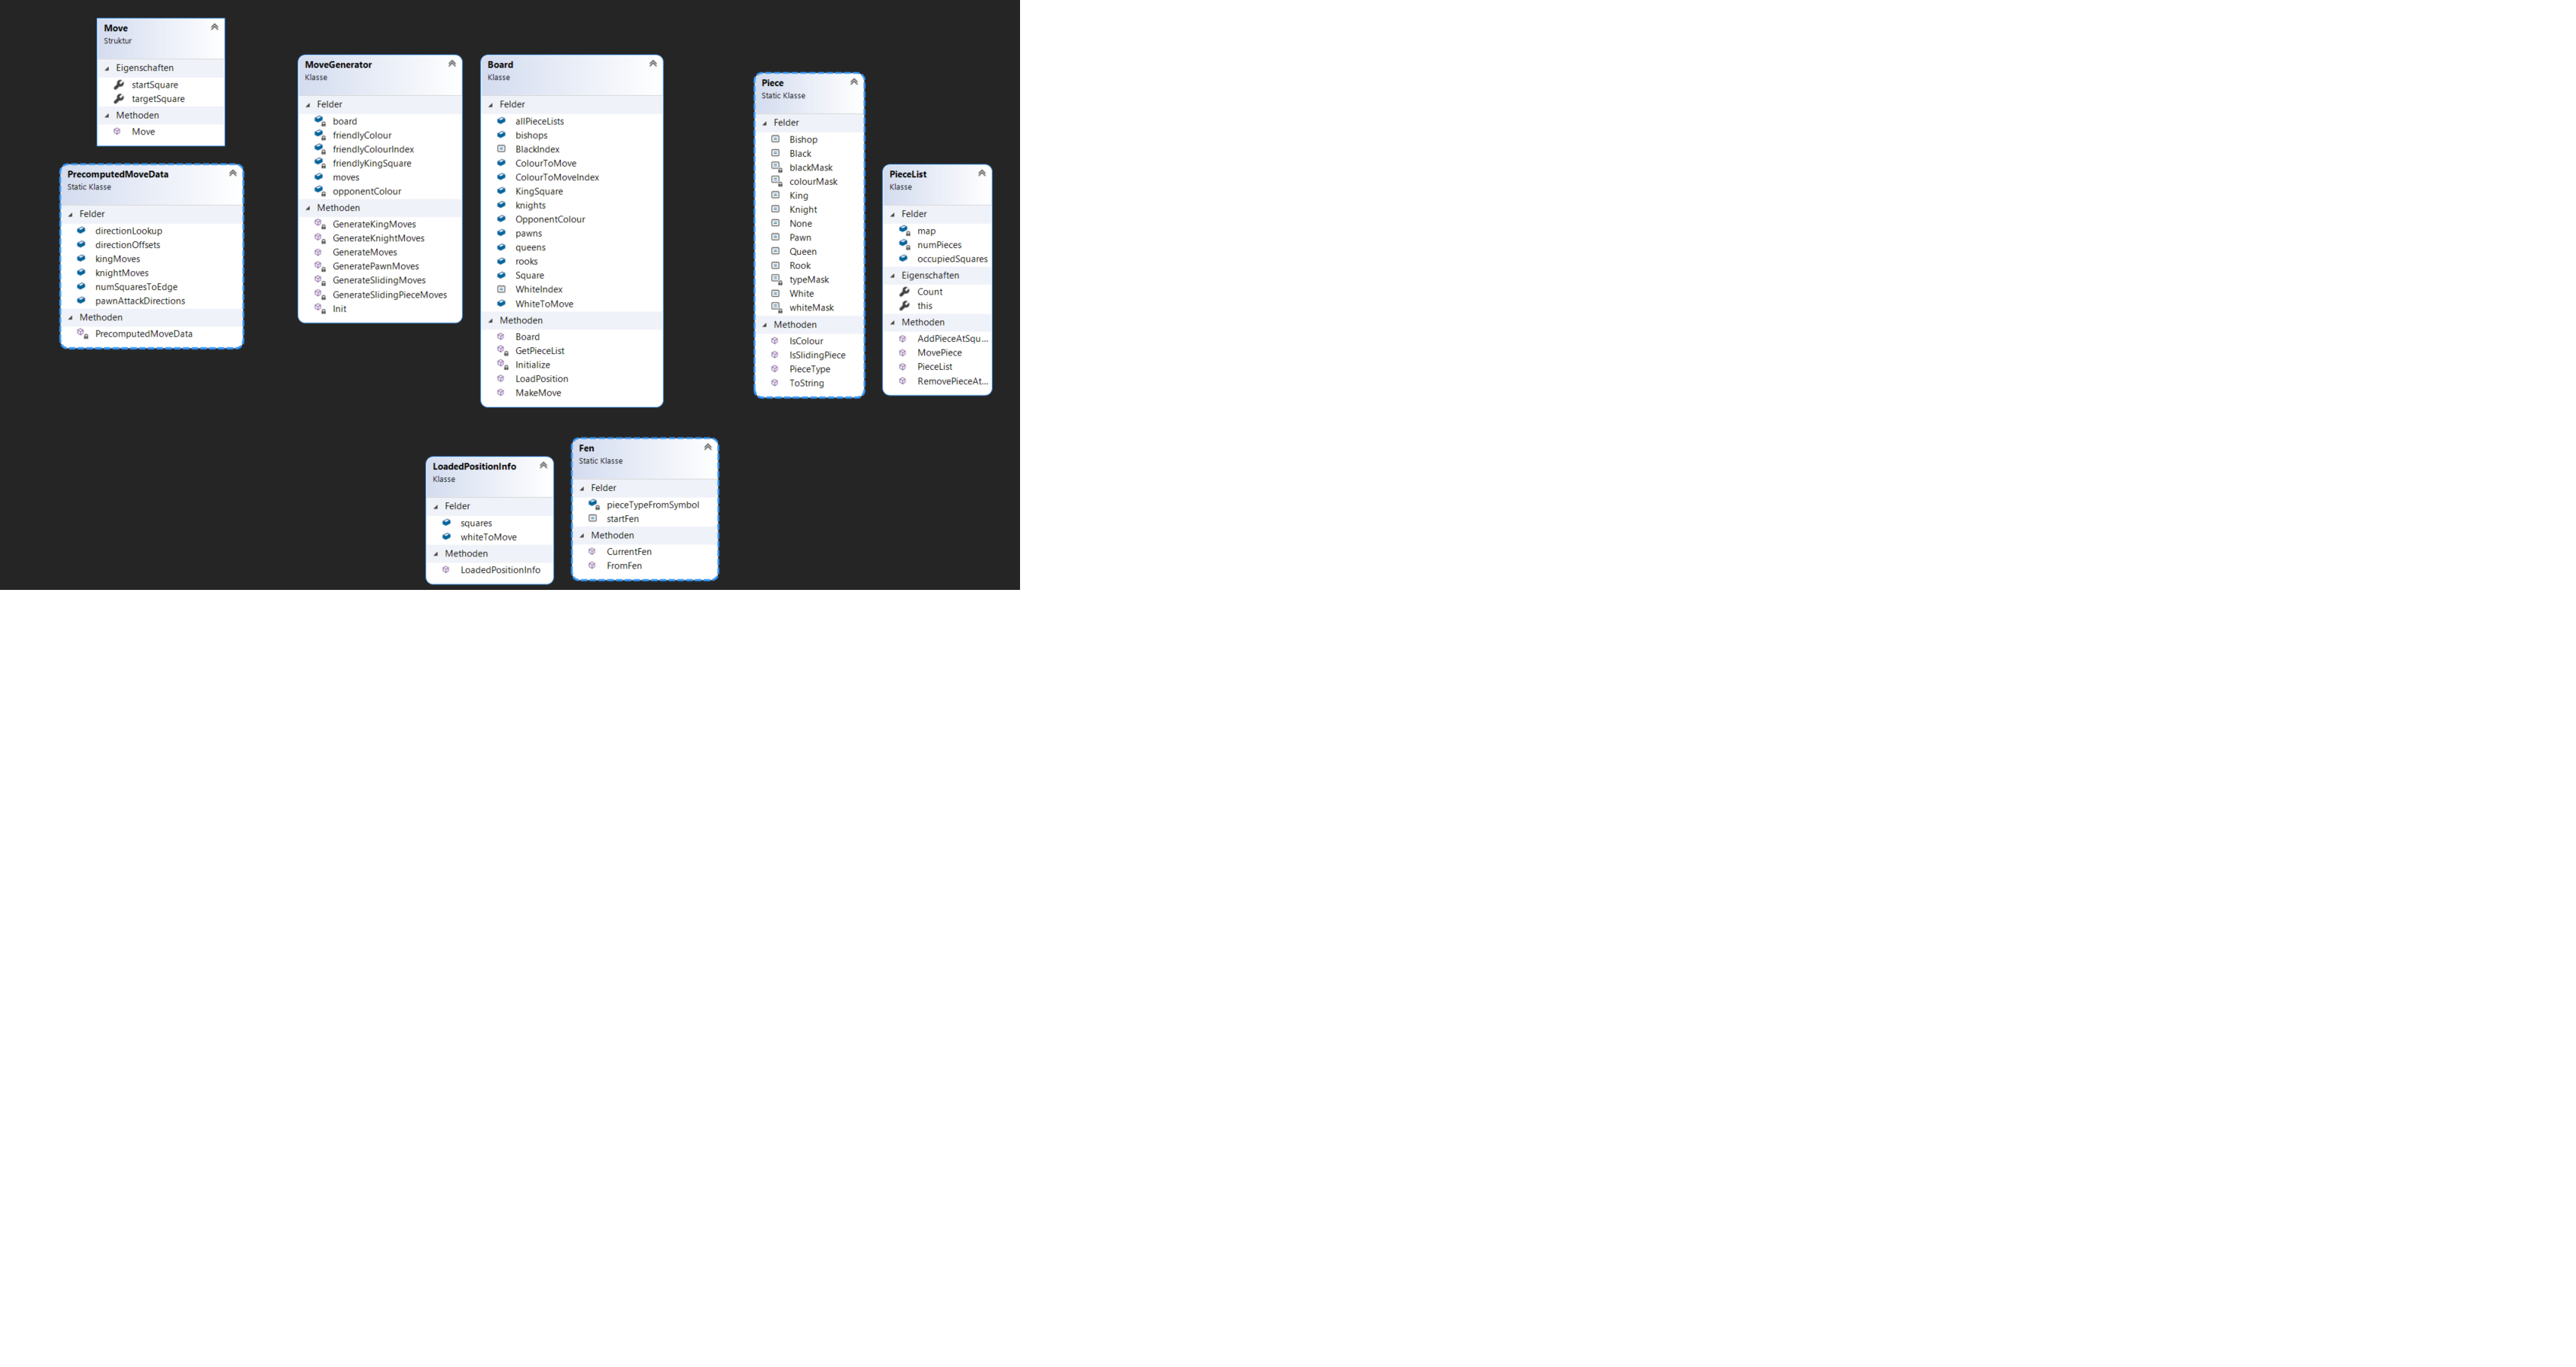 Move
Struktur
Eigenschaften
startSquare
targetSquare
Methoden
Move
PrecomputedMoveData
Static Klasse
Felder
directionLookup
directionOffsets
kingMoves
knightMoves
numSquaresToEdge
pawnAttackDirections
Methoden
PrecomputedMoveData
MoveGenerator
Klasse
Felder
board
friendlyColour
friendlyColourIndex
friendlyKingSquare
moves
opponentColour
Methoden
GenerateKingMoves
GenerateKnightMoves
GenerateMoves
GeneratePawnMoves
GenerateSlidingMoves
GenerateSlidingPieceMoves
Init
Board
Klasse
Felder
allPieceLists
bishops
BlackIndex
ColourToMove
ColourToMoveIndex
KingSquare
knights
OpponentColour
pawns
queens
rooks
Square
WhiteIndex
WhiteToMove
Methoden
Board
GetPieceList
Initialize
LoadPosition
MakeMove
Piece
Static Klasse
Felder
Bishop
Black
blackMask
colourMask
King
Knight
None
Pawn
Queen
Rook
typeMask
White
whiteMask
Methoden
IsColour
IsSlidingPiece
PieceType
ToString
PieceList
Klasse
Felder
map
numPieces
occupiedSquares
Eigenschaften
Count
this
Methoden
AddPieceAtSqu...
MovePiece
PieceList
RemovePieceAt...
LoadedPositionInfo
Klasse
Felder
squares
whiteToMove
Methoden
LoadedPositionInfo
Fen
Static Klasse
Felder
pieceTypeFromSymbol
startFen
Methoden
CurrentFen
FromFen